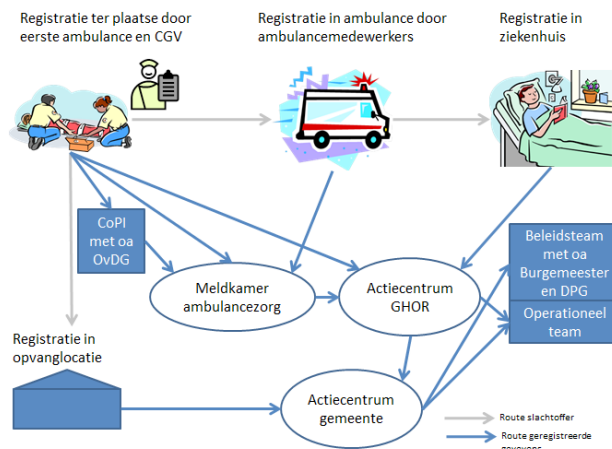 Registratie ter plaatse door
eerste ambulance en CGV
Registratie in ambulance door
ambulancemedewerkers
Registratie in
ziekenhuis
CoPI
met oa
OvDG
Meldkamer
ambulancezorg
Actiecentrum
GHOR
Beleidsteam
met oa
Burgemeester
en DPG
Operationeel
team
Registratie in
opvanglocatie
Actiecentrum
gemeente
Route slachtoffer
Route geregistreerde